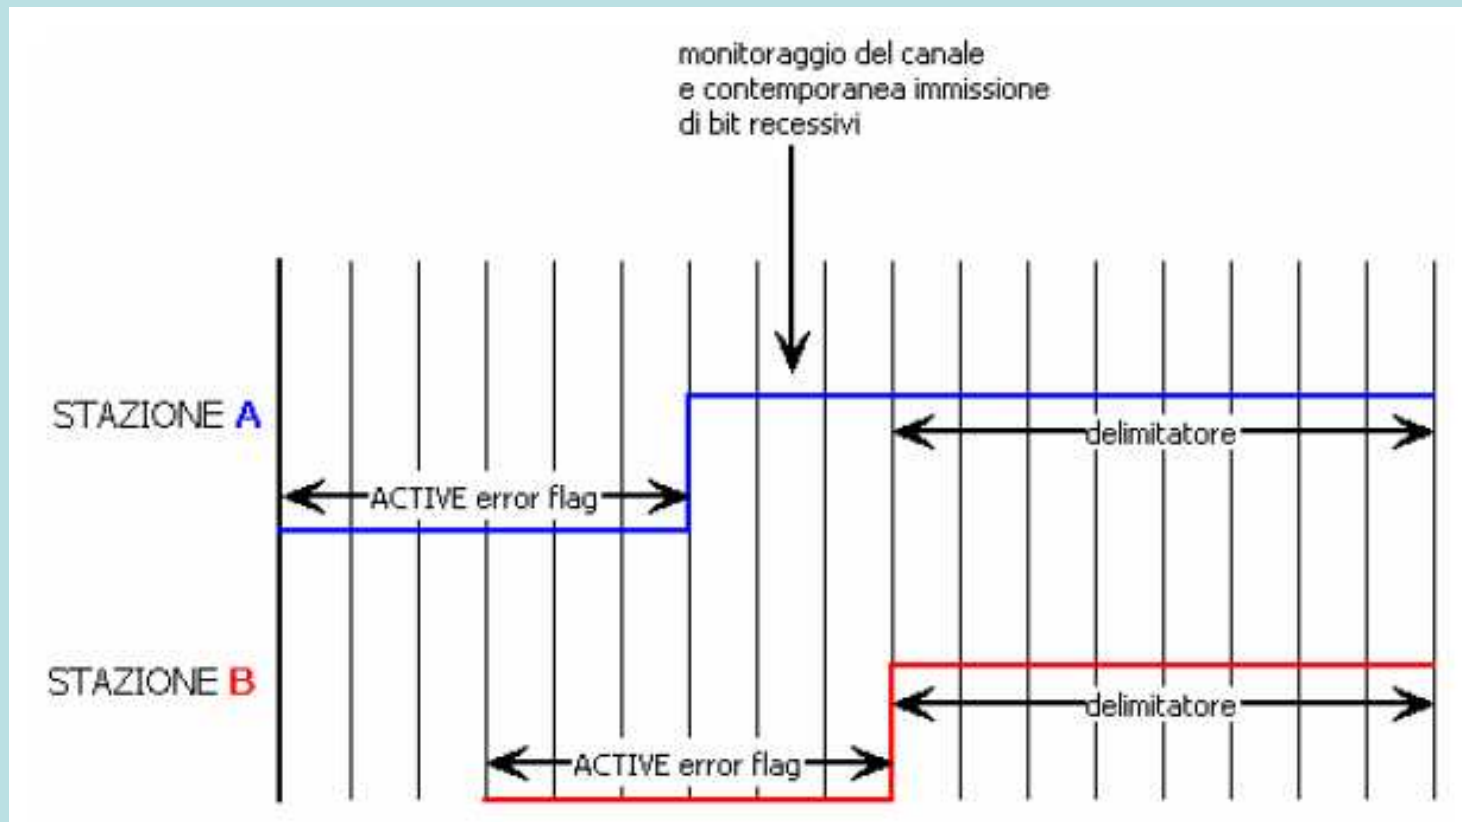 monitoraggio del canale
e contemporanea immissione
di bit recessivi
STAZIONE A
delimitatore
ACTIVE error flag
STAZIONE B
delimitatore
ACTIVE error flag